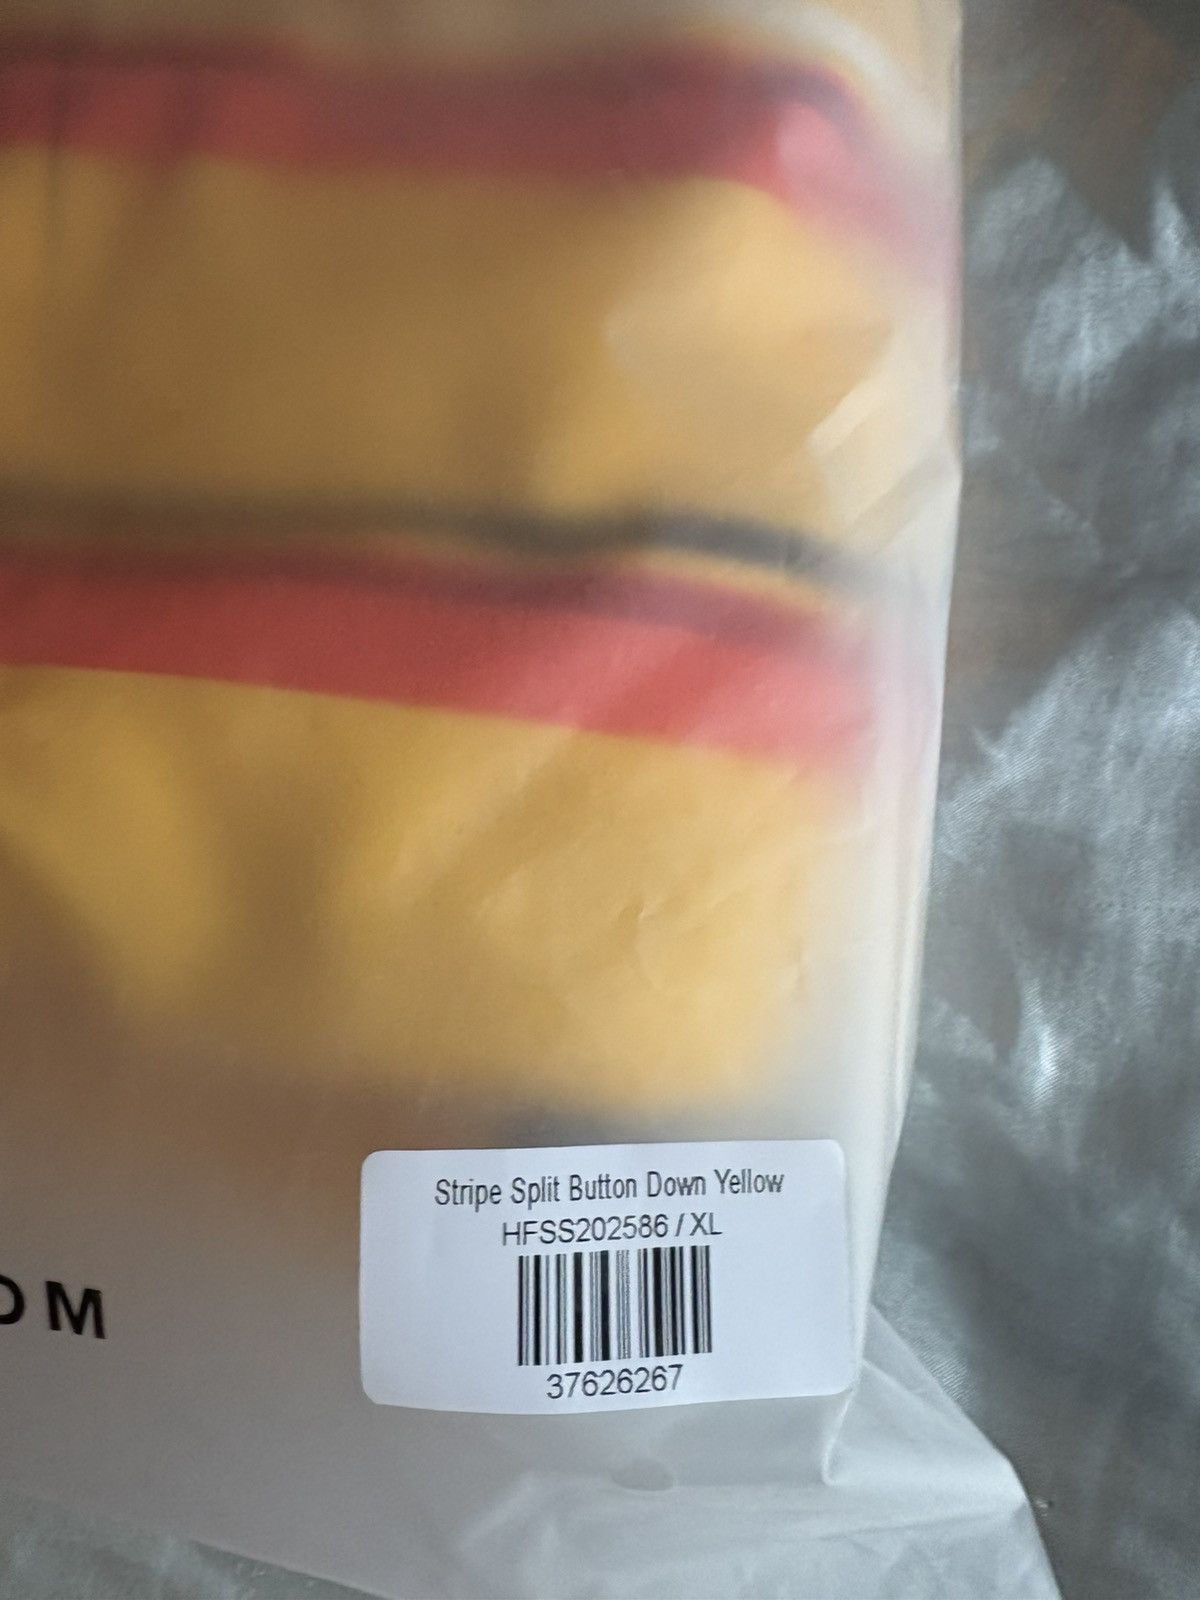 Stripe Split Button Down Yellow
HFSS202586 / XL
37626267
OM